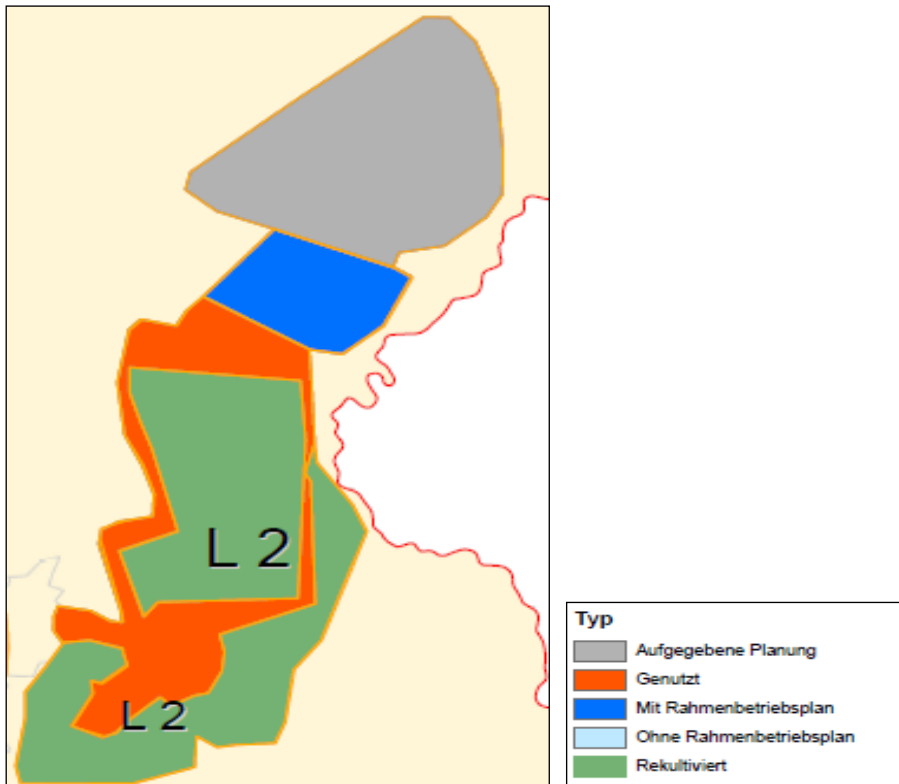 L 2
L 2
Typ
Aufgegebene Planung
Genutzt
Mit Rahmenbetriebsplan
Ohne Rahmenbetriebsplan
Rekultiviert